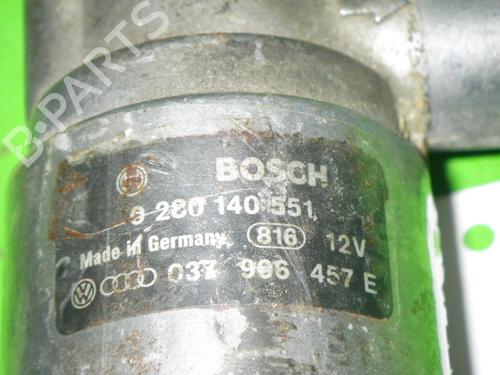 BOSCH
0 280 140 551
Made in Germany 816 12V
037 906 457 E
B-PARTS